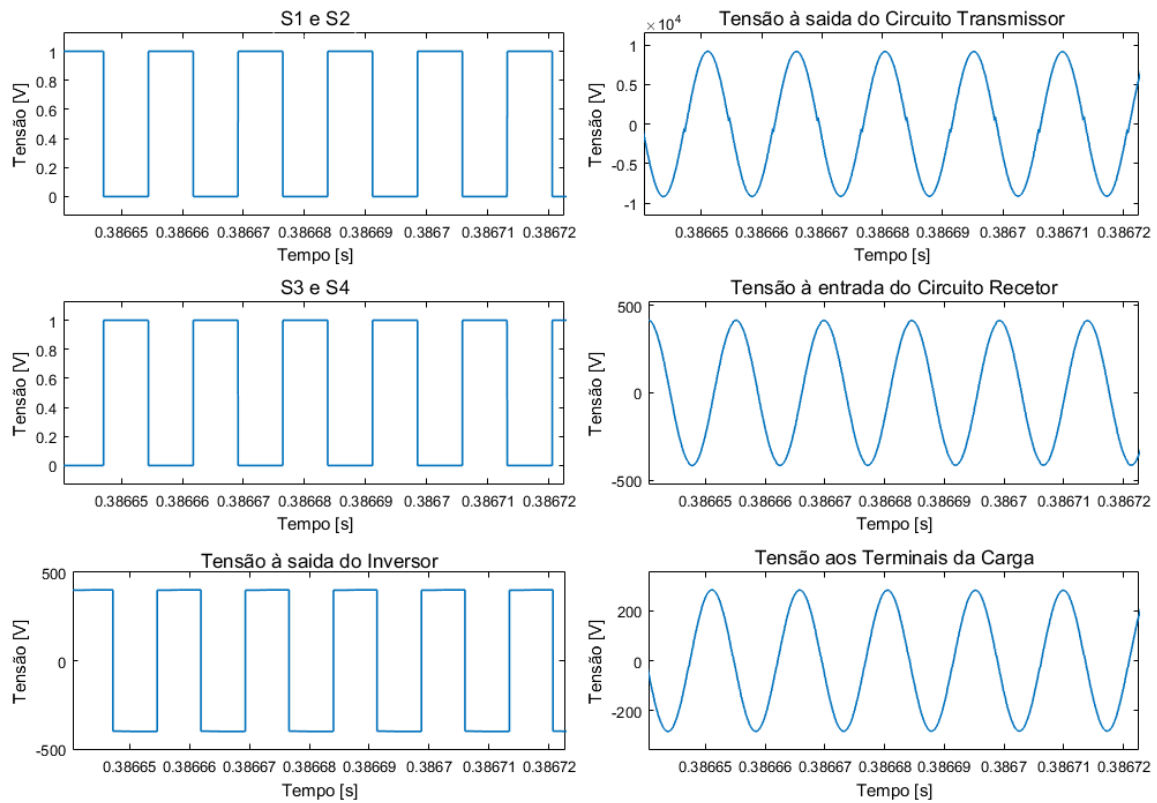 S1 e S2
1
0.8
0.6
0.4
0.2
0
Tensão [V]
0.38665 0.38666 0.38667 0.38668 0.38669 0.3867 0.38671 0.38672
Tempo [s]
Tensão à saida do Circuito Transmissor
× 10^4
1
0.5
0
-0.5
-1
Tensão [V]
0.38665 0.38666 0.38667 0.38668 0.38669 0.3867 0.38671 0.38672
Tempo [s]
S3 e S4
1
0.8
0.6
0.4
0.2
0
Tensão [V]
0.38665 0.38666 0.38667 0.38668 0.38669 0.3867 0.38671 0.38672
Tempo [s]
Tensão à entrada do Circuito Recetor
500
0
-500
Tensão [V]
0.38665 0.38666 0.38667 0.38668 0.38669 0.3867 0.38671 0.38672
Tempo [s]
Tensão à saida do Inversor
500
0
-500
Tensão [V]
0.38665 0.38666 0.38667 0.38668 0.38669 0.3867 0.38671 0.38672
Tempo [s]
Tensão aos Terminais da Carga
200
0
-200
Tensão [V]
0.38665 0.38666 0.38667 0.38668 0.38669 0.3867 0.38671 0.38672
Tempo [s]